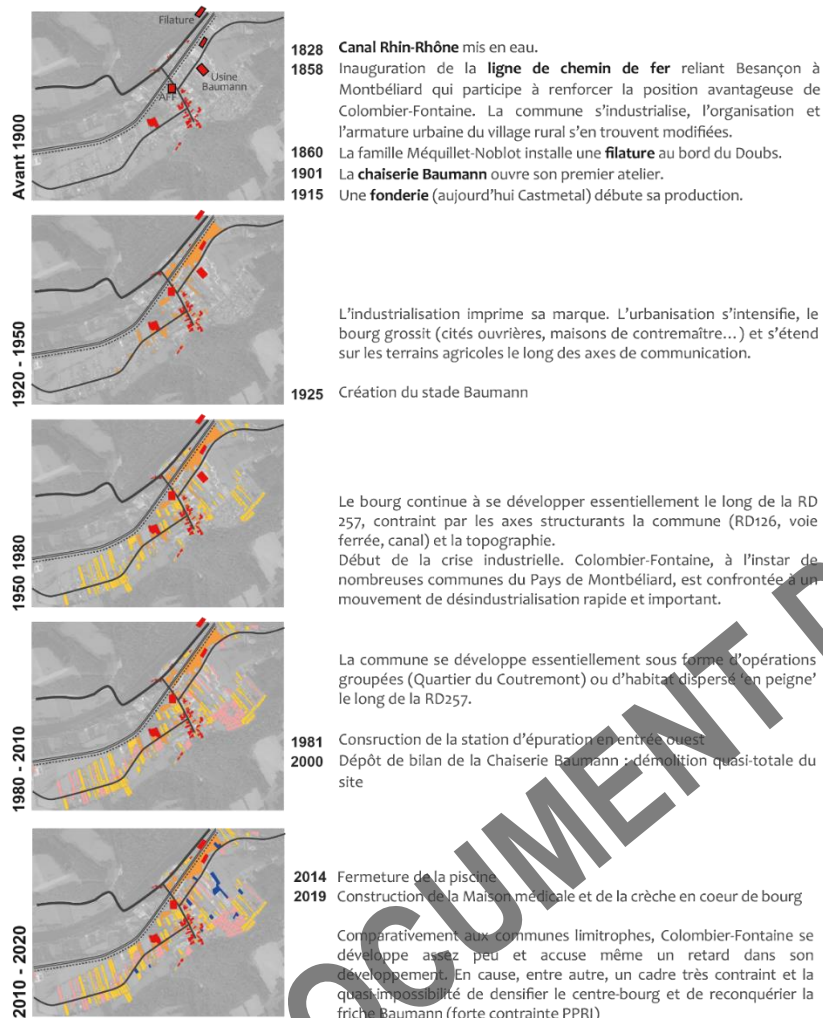 Filature
Usine
Baumann
AFF
Avant 1900
1828 Canal Rhin-Rhône mis en eau.
1858 Inauguration de la ligne de chemin de fer reliant Besançon à
Montbéliard qui participe à renforcer la position avantageuse de
Colombier-Fontaine. La commune s'industrialise, l'organisation et
l'armature urbaine du village rural s'en trouvent modifiées.
1860 La famille Méquillet-Noblot installe une filature au bord du Doubs.
1901 La chaiserie Baumann ouvre son premier atelier.
1915 Une fonderie (aujourd'hui Castmetal) débute sa production.
1920 - 1950
L'industrialisation imprime sa marque. L'urbanisation s'intensifie, le
bourg grossit (cités ouvrières, maisons de contremaître...) et s'étend
sur les terrains agricoles le long des axes de communication.
1925 Création du stade Baumann
1950 1980
Le bourg continue à se développer essentiellement le long de la RD
257, contraint par les axes structurants la commune (RD126, voie
ferrée, canal) et la topographie.
Début de la crise industrielle. Colombier-Fontaine, à l'instar de
nombreuses communes du Pays de Montbéliard, est confrontée à un
mouvement de désindustrialisation rapide et important.
1980 - 2010
La commune se développe essentiellement sous forme d'opérations
groupées (Quartier du Coutremont) ou d'habitat dispersé 'en peigne'
le long de la RD257.
1981 Consruction de la station d'épuration en entrée ouest
2000 Dépôt de bilan de la Chaiserie Baumann : démolition quasi-totale du
site
2010 - 2020
2014 Fermeture de la piscine
2019 Construction de la Maison médicale et de la crèche en coeur de bourg
Comparativement aux communes limitrophes, Colombier-Fontaine se
développe assez peu et accuse même un retard dans son
développement. En cause, entre autre, un cadre très contraint et la
quasi-impossibilité de densifier le centre-bourg et de reconquérier la
friche Baumann (forte contrainte PPRI)
OCUMENT D